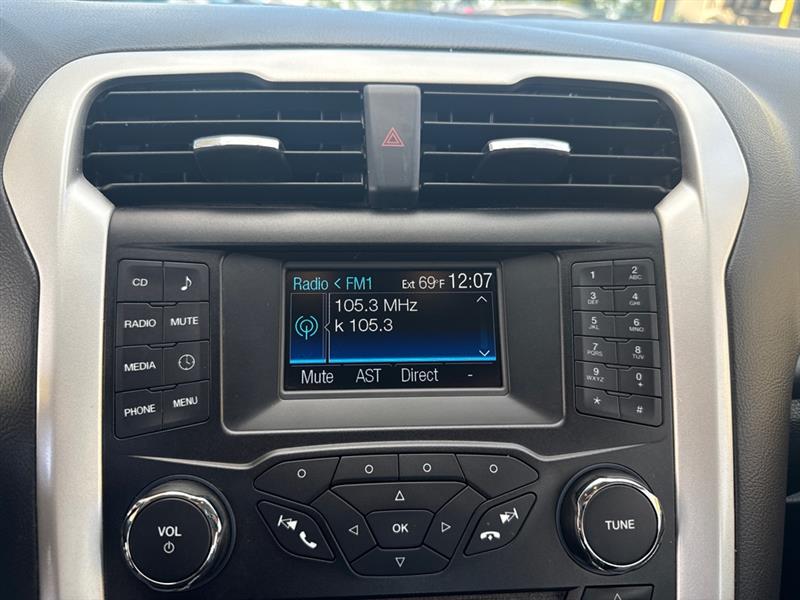 Radio < FM1 Ext 69°F 12:07
105.3 MHz
k 105.3
Mute AST Direct -
CD
RADIO MUTE
MEDIA
PHONE MENU
1 2 ABC
3 DEF 4 GHI
5 JKL 6 MNO
7 PQRS 8 TUV
9 WXYZ 0 +
* #
VOL
OK
TUNE